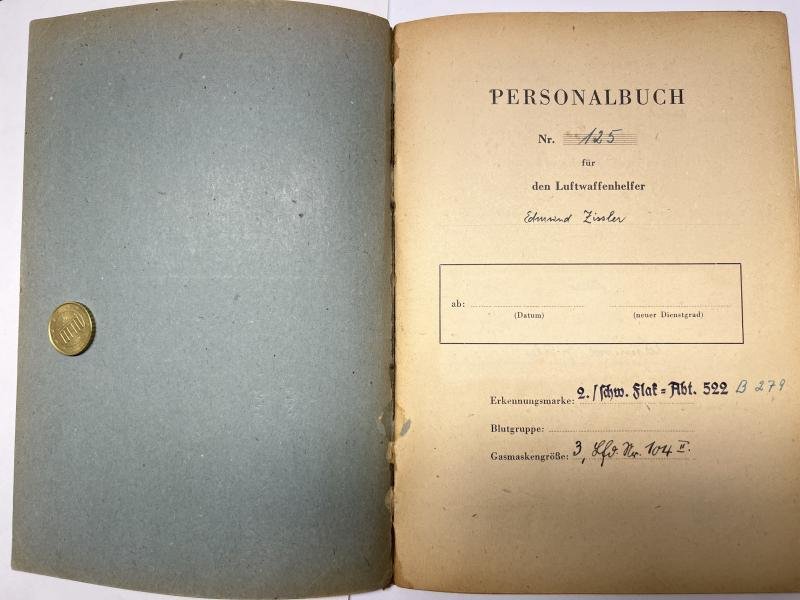 PERSONALBUCH
Nr. 125
für
den Luftwaffenhelfer
Edmund Zissler
ab:
(Datum) (neuer Dienstgrad)
Erkennungsmarke: 2./schw. Flak=Abt. 522 B 279
Blutgruppe:
Gasmaskengröße: 3, Lfd. Nr. 104 II.